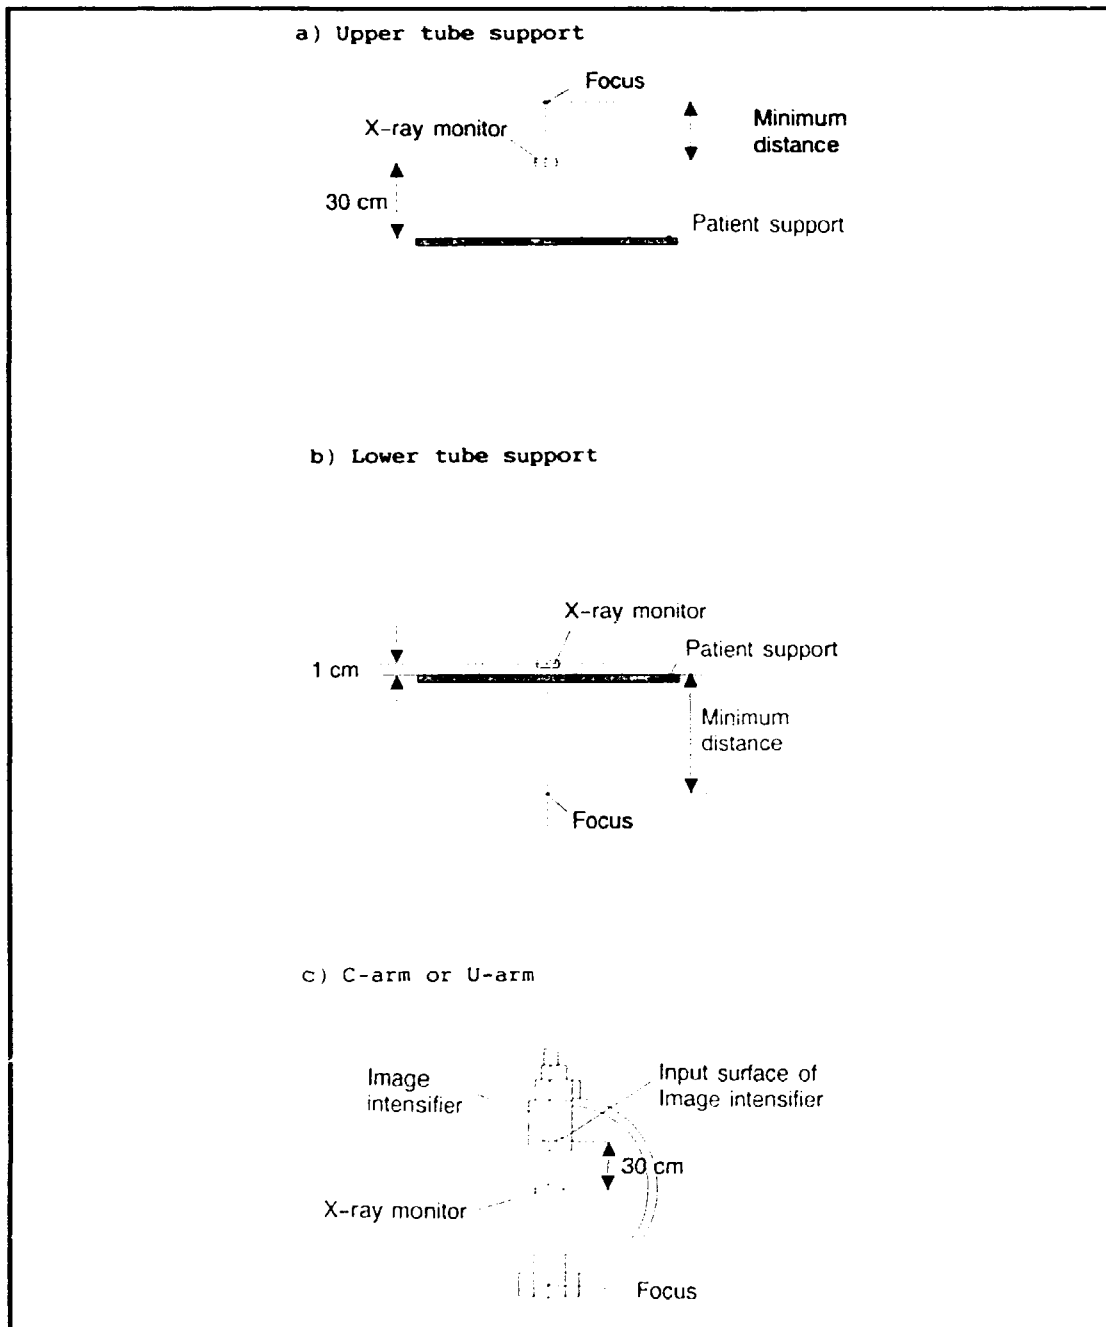 a) Upper tube support
Focus
X-ray monitor
Minimum
distance
30 cm
Patient support
b) Lower tube support
X-ray monitor
Patient support
1 cm
Minimum
distance
Focus
c) C-arm or U-arm
Image
intensifier
Input surface of
Image intensifier
30 cm
X-ray monitor
Focus